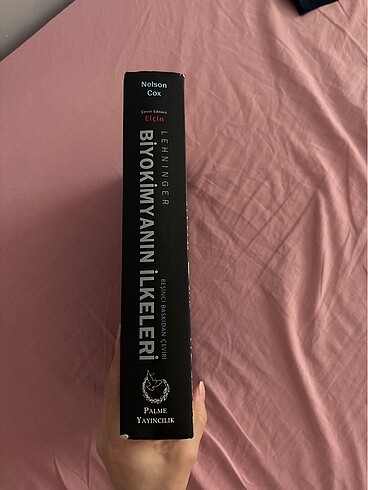 Nelson
Cox
Çeviri Editörü
Elçin
LEHNINGER
BİYOKİMYANIN İLKELERİ
BEŞİNCİ BASKIDAN ÇEVİRİ
PALME
YAYINCILIK